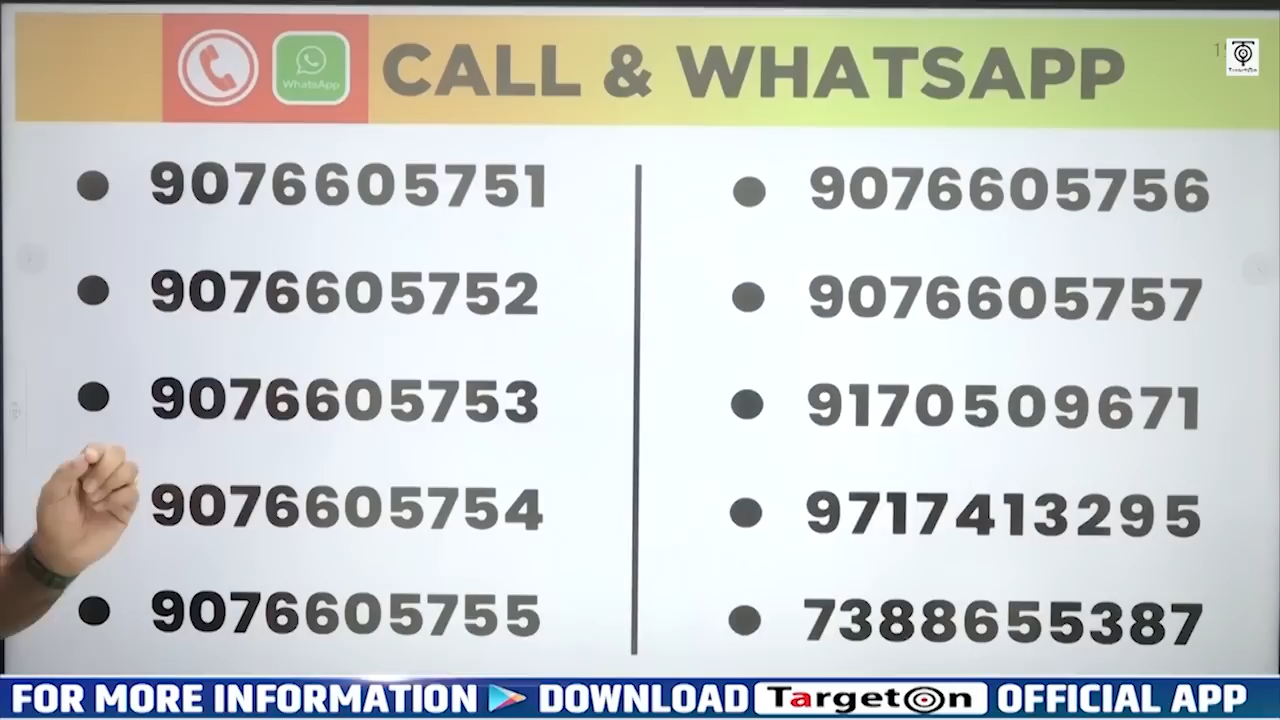 WhatsApp
CALL & WHATSAPP
TargetOn
9076605751
9076605752
9076605753
9076605754
9076605755
9076605756
9076605757
9170509671
9717413295
7388655387
FOR MORE INFORMATION DOWNLOAD TargetOn OFFICIAL APP